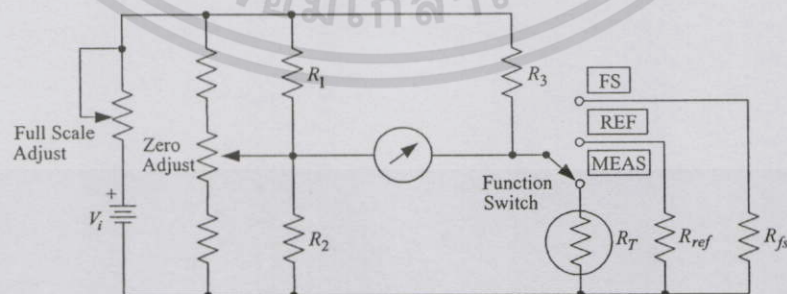 FS
R1
R3
REF
Full Scale
Adjust
Zero
Adjust
MEAS
Function
Switch
+
Vi
R2
RT
Rref
Rfs